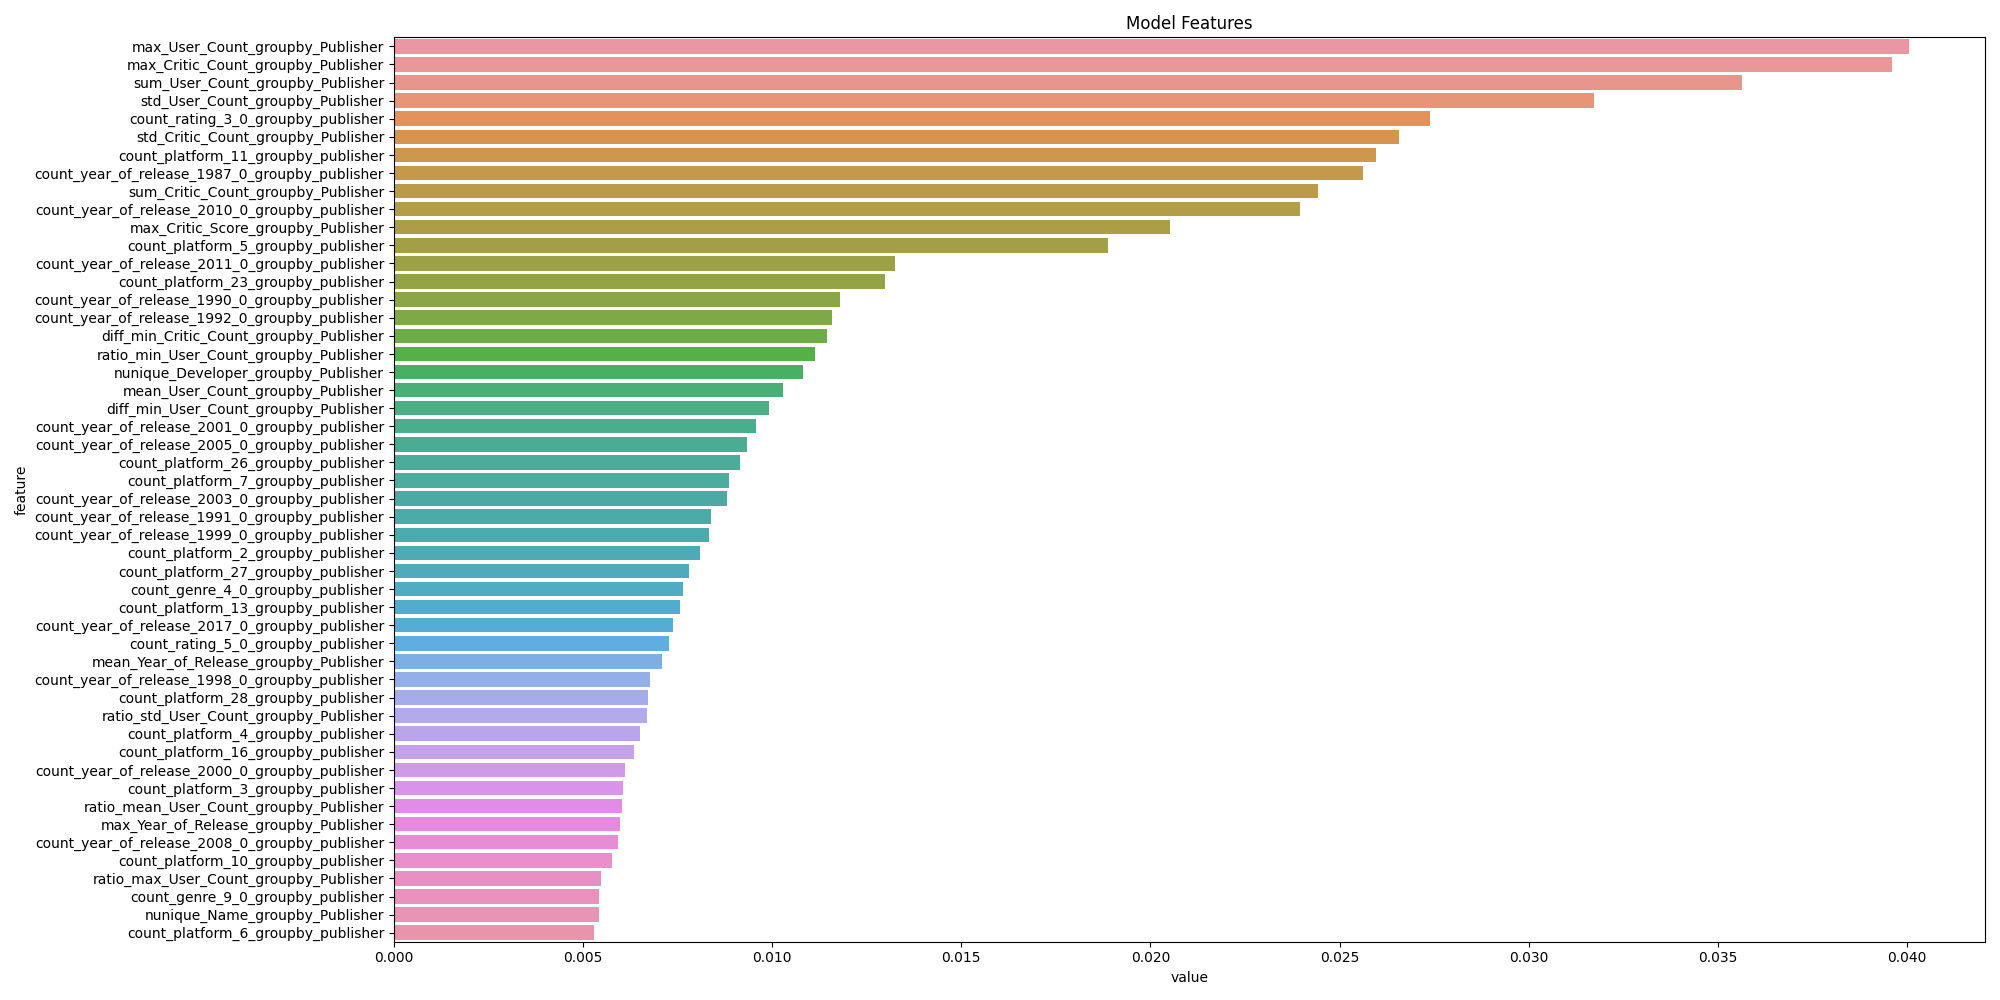 Model Features
max_User_Count_groupby_Publisher
max_Critic_Count_groupby_Publisher
sum_User_Count_groupby_Publisher
std_User_Count_groupby_Publisher
count_rating_3_0_groupby_publisher
std_Critic_Count_groupby_Publisher
count_platform_11_groupby_publisher
count_year_of_release_1987_0_groupby_publisher
sum_Critic_Count_groupby_Publisher
count_year_of_release_2010_0_groupby_publisher
max_Critic_Score_groupby_Publisher
count_platform_5_groupby_publisher
count_year_of_release_2011_0_groupby_publisher
count_platform_23_groupby_publisher
count_year_of_release_1990_0_groupby_publisher
count_year_of_release_1992_0_groupby_publisher
diff_min_Critic_Count_groupby_Publisher
ratio_min_User_Count_groupby_Publisher
nunique_Developer_groupby_Publisher
mean_User_Count_groupby_Publisher
diff_min_User_Count_groupby_Publisher
count_year_of_release_2001_0_groupby_publisher
count_year_of_release_2005_0_groupby_publisher
count_platform_26_groupby_publisher
count_platform_7_groupby_publisher
count_year_of_release_2003_0_groupby_publisher
count_year_of_release_1991_0_groupby_publisher
count_year_of_release_1999_0_groupby_publisher
count_platform_2_groupby_publisher
count_platform_27_groupby_publisher
count_genre_4_0_groupby_publisher
count_platform_13_groupby_publisher
count_year_of_release_2017_0_groupby_publisher
count_rating_5_0_groupby_publisher
mean_Year_of_Release_groupby_Publisher
count_year_of_release_1998_0_groupby_publisher
count_platform_28_groupby_publisher
ratio_std_User_Count_groupby_Publisher
count_platform_4_groupby_publisher
count_platform_16_groupby_publisher
count_year_of_release_2000_0_groupby_publisher
count_platform_3_groupby_publisher
ratio_mean_User_Count_groupby_Publisher
max_Year_of_Release_groupby_Publisher
count_year_of_release_2008_0_groupby_publisher
count_platform_10_groupby_publisher
ratio_max_User_Count_groupby_Publisher
count_genre_9_0_groupby_publisher
nunique_Name_groupby_Publisher
count_platform_6_groupby_publisher
feature
0.000 0.005 0.010 0.015 0.020 0.025 0.030 0.035 0.040
value